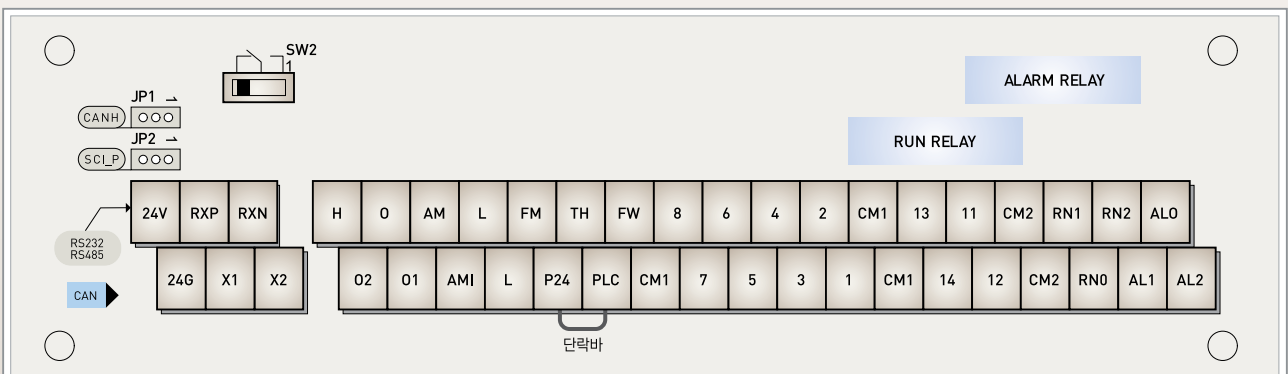 SW2
1
ALARM RELAY
JP1
CANH
RUN RELAY
JP2
SCI_P
24V RXP RXN H O AM L FM TH FW 8 6 4 2 CM1 13 11 CM2 RN1 RN2 AL0
RS232
RS485
24G X1 X2 O2 O1 AMI L P24 PLC CM1 7 5 3 1 CM1 14 12 CM2 RN0 AL1 AL2
CAN
단락바